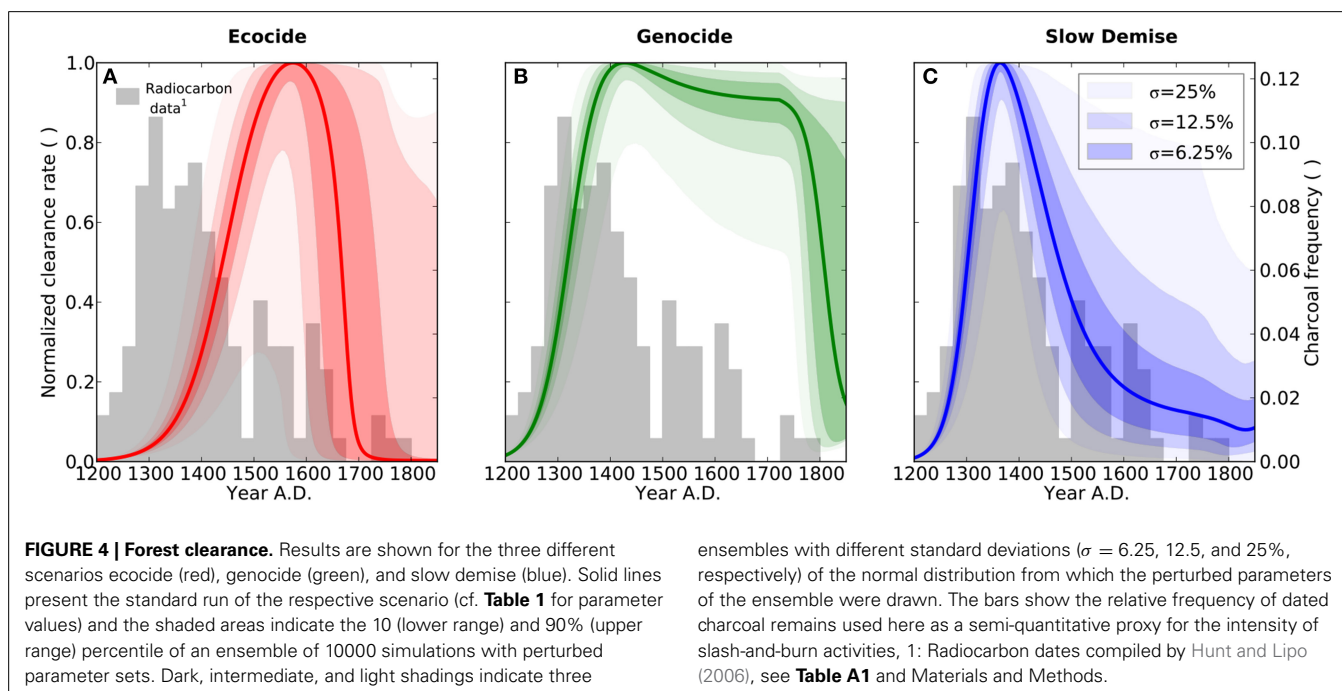 Ecocide
Genocide
Slow Demise
A
B
C
Radiocarbon
data1
σ=25%
σ=12.5%
σ=6.25%
Normalized clearance rate ( )
1.0
0.8
0.6
0.4
0.2
0.0
Charcoal frequency ( )
0.12
0.10
0.08
0.06
0.04
0.02
0.00
1200 1300 1400 1500 1600 1700 1800
Year A.D.
1200 1300 1400 1500 1600 1700 1800
Year A.D.
1200 1300 1400 1500 1600 1700 1800
Year A.D.
FIGURE 4 | Forest clearance. Results are shown for the three different
scenarios ecocide (red), genocide (green), and slow demise (blue). Solid lines
present the standard run of the respective scenario (cf. Table 1 for parameter
values) and the shaded areas indicate the 10 (lower range) and 90% (upper
range) percentile of an ensemble of 10000 simulations with perturbed
parameter sets. Dark, intermediate, and light shadings indicate three
ensembles with different standard deviations (σ = 6.25, 12.5, and 25%,
respectively) of the normal distribution from which the perturbed parameters
of the ensemble were drawn. The bars show the relative frequency of dated
charcoal remains used here as a semi-quantitative proxy for the intensity of
slash-and-burn activities, 1: Radiocarbon dates compiled by Hunt and Lipo
(2006), see Table A1 and Materials and Methods.